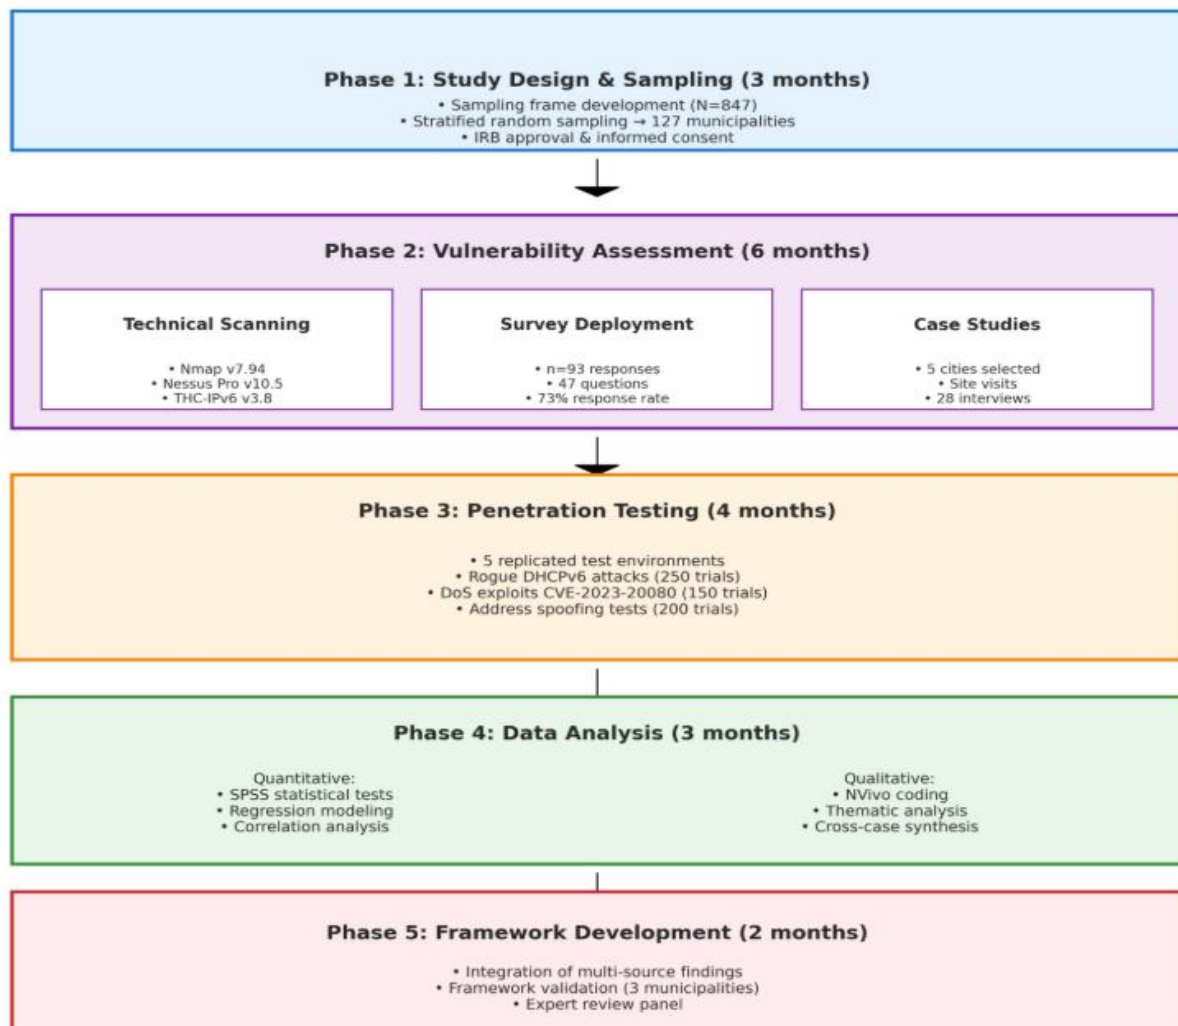 Phase 1: Study Design & Sampling (3 months)
• Sampling frame development (N=847)
• Stratified random sampling → 127 municipalities
• IRB approval & informed consent
Phase 2: Vulnerability Assessment (6 months)
Technical Scanning
• Nmap v7.94
• Nessus Pro v10.5
• THC-IPv6 v3.8
Survey Deployment
• n=93 responses
• 47 questions
• 73% response rate
Case Studies
• 5 cities selected
• Site visits
• 28 interviews
Phase 3: Penetration Testing (4 months)
• 5 replicated test environments
• Rogue DHCPv6 attacks (250 trials)
• DoS exploits CVE-2023-20080 (150 trials)
• Address spoofing tests (200 trials)
Phase 4: Data Analysis (3 months)
Quantitative:
• SPSS statistical tests
• Regression modeling
• Correlation analysis
Qualitative:
• NVivo coding
• Thematic analysis
• Cross-case synthesis
Phase 5: Framework Development (2 months)
• Integration of multi-source findings
• Framework validation (3 municipalities)
• Expert review panel